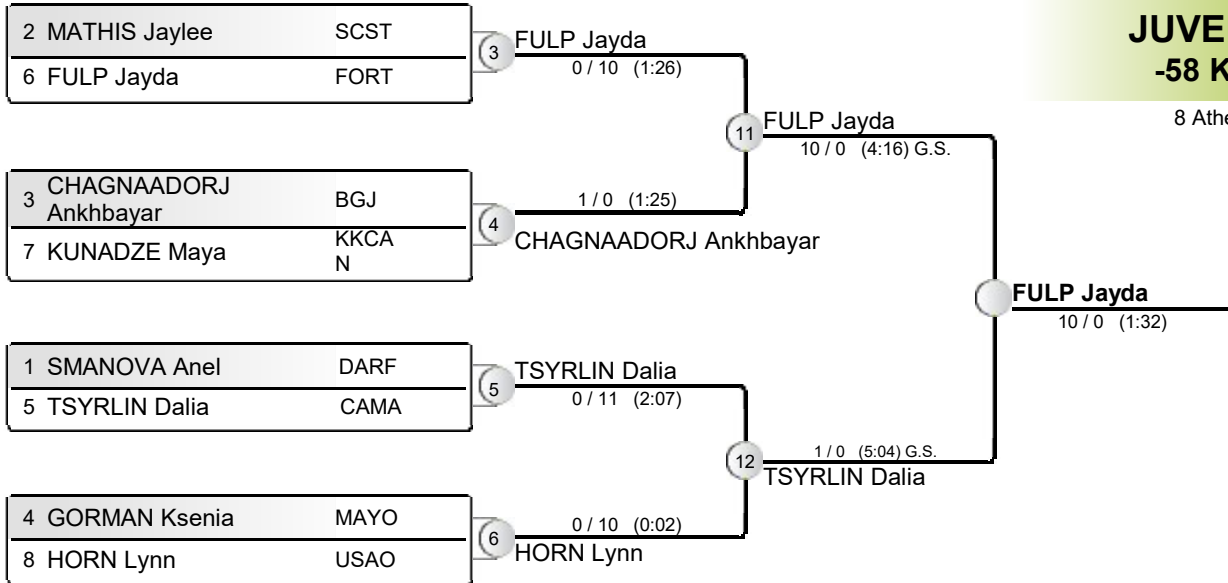 JUVE
-58 K
8 Athe
2 MATHIS Jaylee SCST
6 FULP Jayda FORT
3 FULP Jayda
0 / 10 (1:26)
11 FULP Jayda
10 / 0 (4:16) G.S.
3 CHAGNAADORJ
Ankhbayar BGJ
7 KUNADZE Maya KKCA
N
1 / 0 (1:25)
4 CHAGNAADORJ Ankhbayar
FULP Jayda
10 / 0 (1:32)
1 SMANOVA Anel DARF
5 TSYRLIN Dalia CAMA
5 TSYRLIN Dalia
0 / 11 (2:07)
1 / 0 (5:04) G.S.
12 TSYRLIN Dalia
4 GORMAN Ksenia MAYO
8 HORN Lynn USAO
0 / 10 (0:02)
6 HORN Lynn